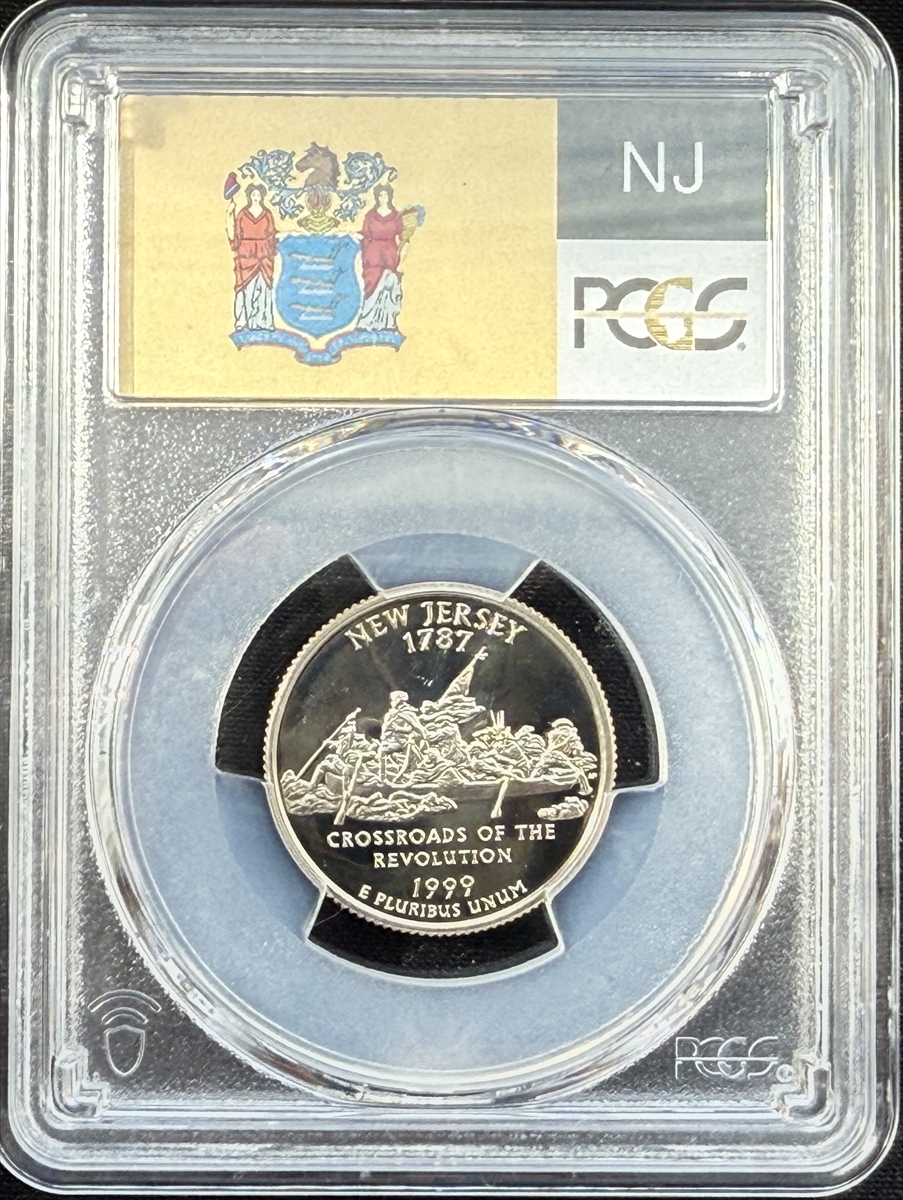 NJ
PCGS
NEW JERSEY
1787
CROSSROADS OF THE
REVOLUTION
1999
E PLURIBUS UNUM
PCGS